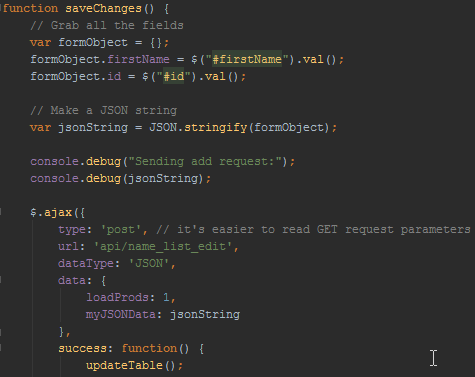 function saveChanges() {
// Grab all the fields
var formObject = {};
formObject.firstName = $("#firstName").val();
formObject.id = $("#id").val();
// Make a JSON string
var jsonString = JSON.stringify(formObject);
console.debug("Sending add request:");
console.debug(jsonString);
$.ajax({
type: 'post', // it's easier to read GET request parameters
url: 'api/name_list_edit',
dataType: 'JSON',
data: {
loadProds: 1,
myJSONData: jsonString
},
success: function() {
updateTable();